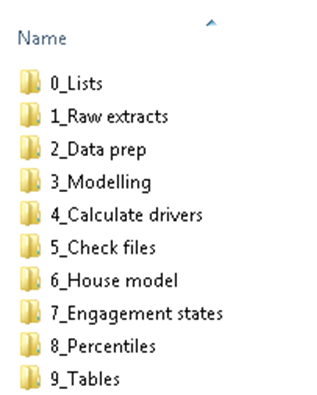 Name
0_Lists
1_Raw extracts
2_Data prep
3_Modelling
4_Calculate drivers
5_Check files
6_House model
7_Engagement states
8_Percentiles
9_Tables